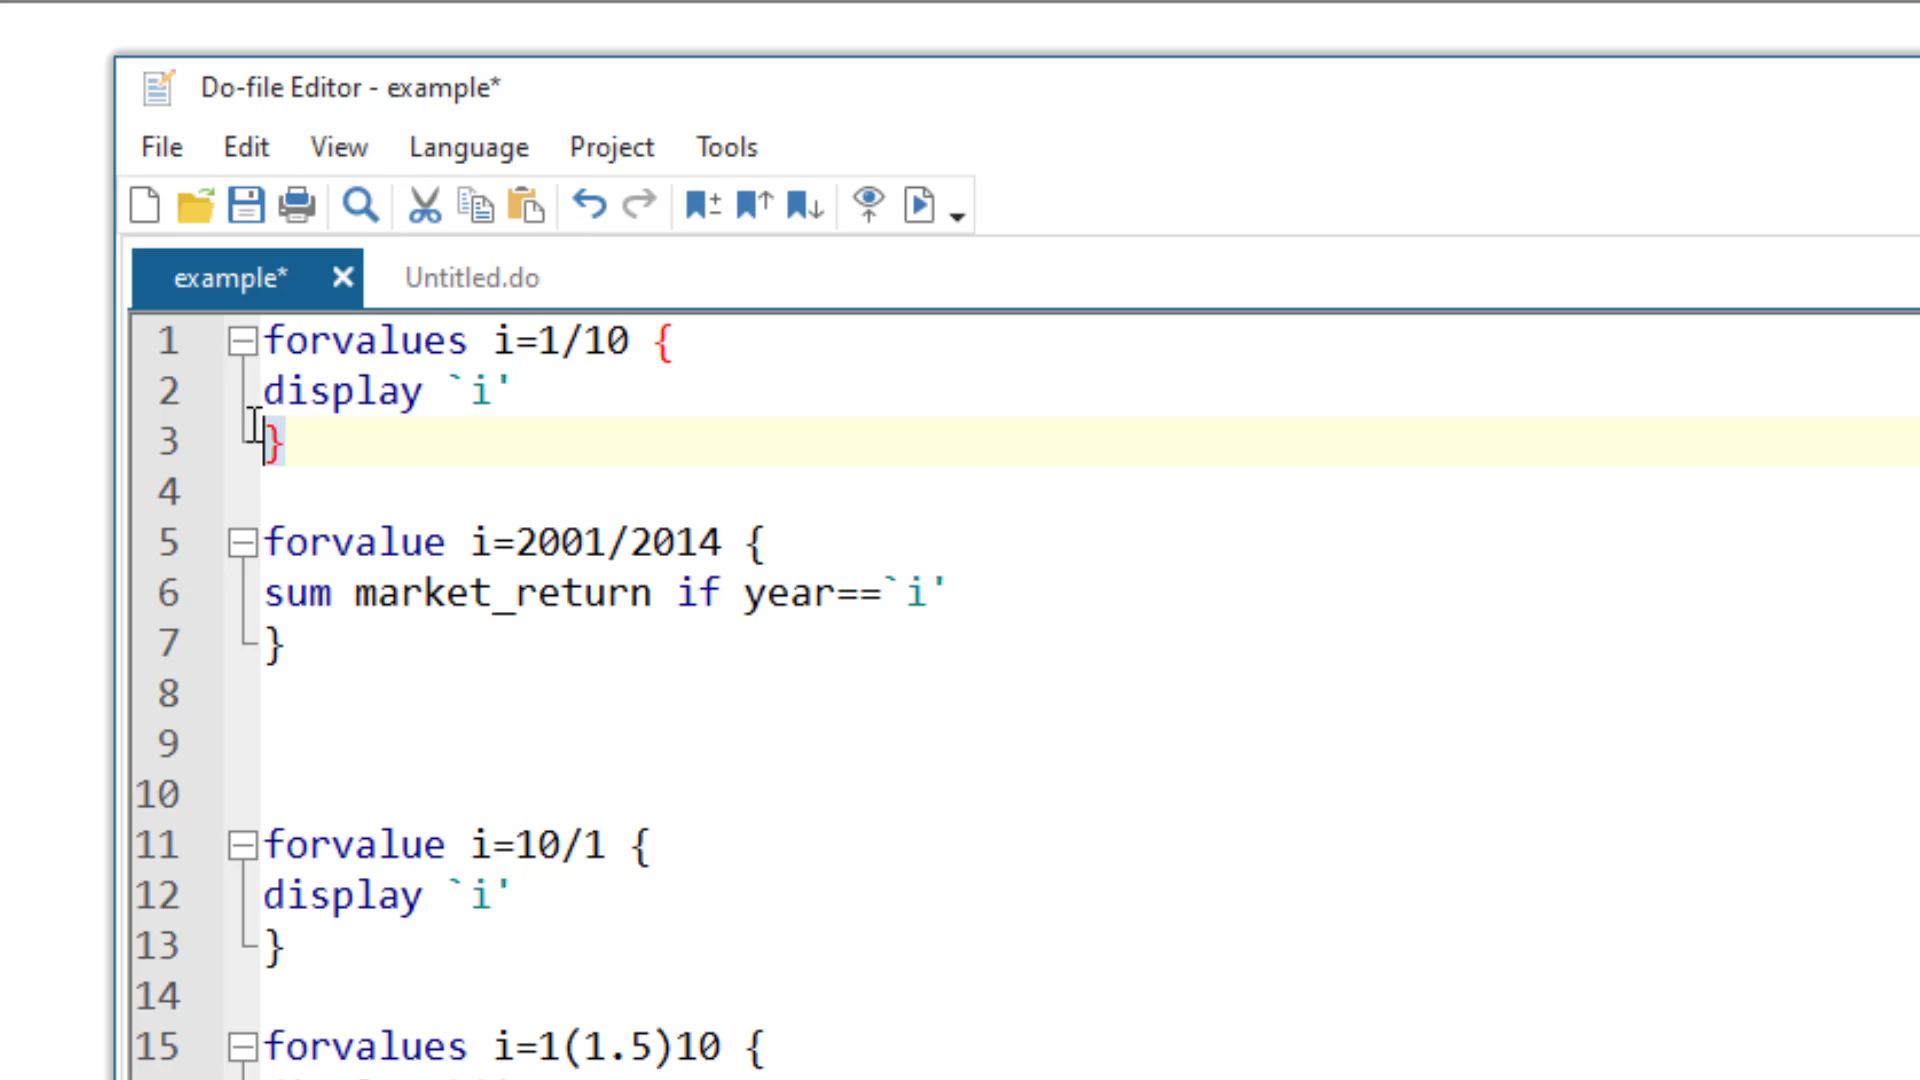 Do-file Editor - example*
File Edit View Language Project Tools
example* Untitled.do
1 forvalues i=1/10 {
2 display `i'
3 }
4
5 forvalue i=2001/2014 {
6 sum market_return if year==`i'
7 }
8
9
10
11 forvalue i=10/1 {
12 display `i'
13 }
14
15 forvalues i=1(1.5)10 {